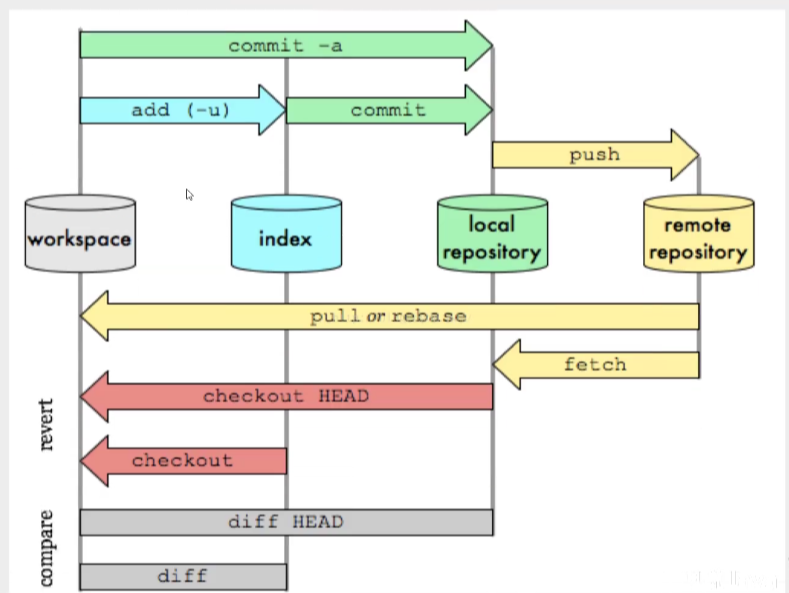 commit -a
add (-u)
commit
push
workspace
index
local
repository
remote
repository
pull or rebase
fetch
revert
checkout HEAD
checkout
compare
diff HEAD
diff